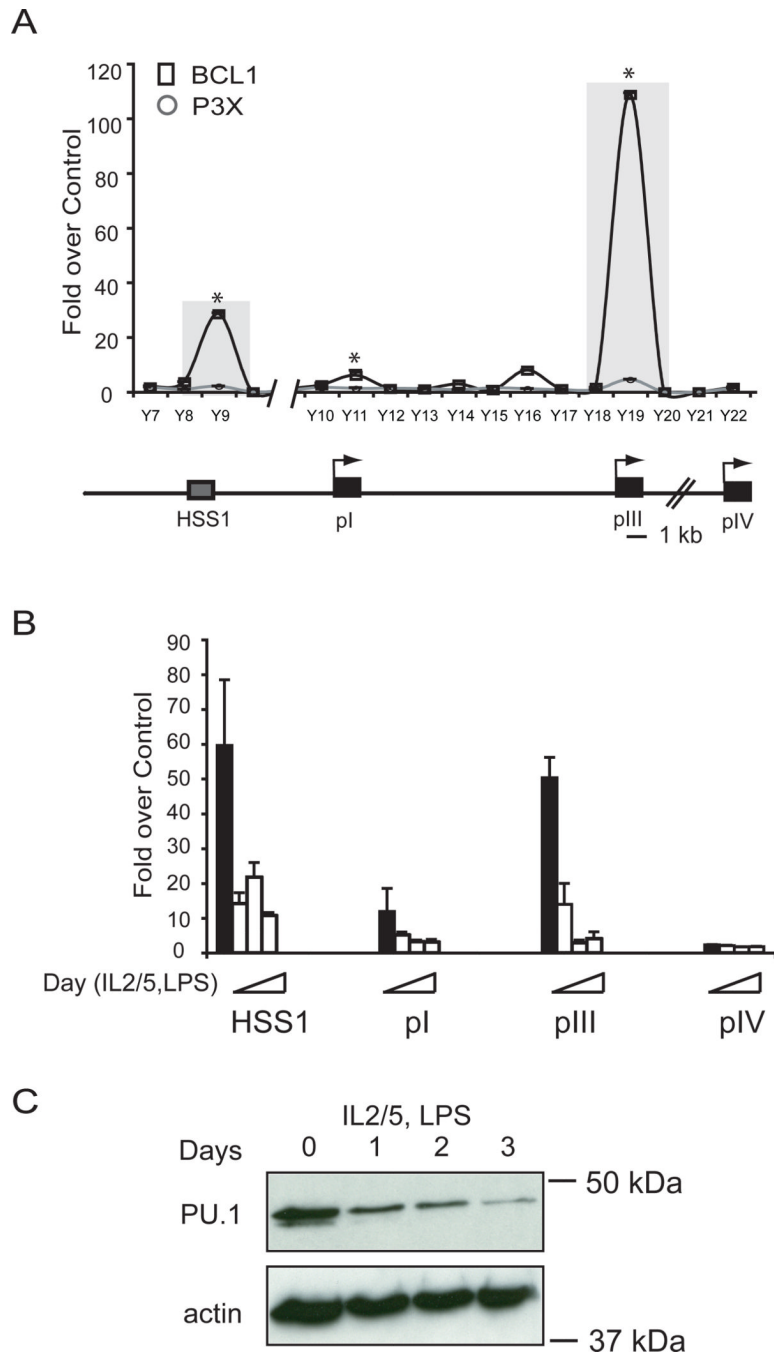 A
120
100
80
60
40
20
0
Fold over Control
BCL1
P3X
*
*
*
Y7 Y8 Y9 Y10 Y11 Y12 Y13 Y14 Y15 Y16 Y17 Y18 Y19 Y20 Y21 Y22
HSS1 pI pIII pIV
1 kb
B
90
80
70
60
50
40
30
20
10
0
Fold over Control
Day (IL2/5,LPS)
HSS1 pI pIII pIV
C
IL2/5, LPS
Days 0 1 2 3
50 kDa
PU.1
actin
37 kDa